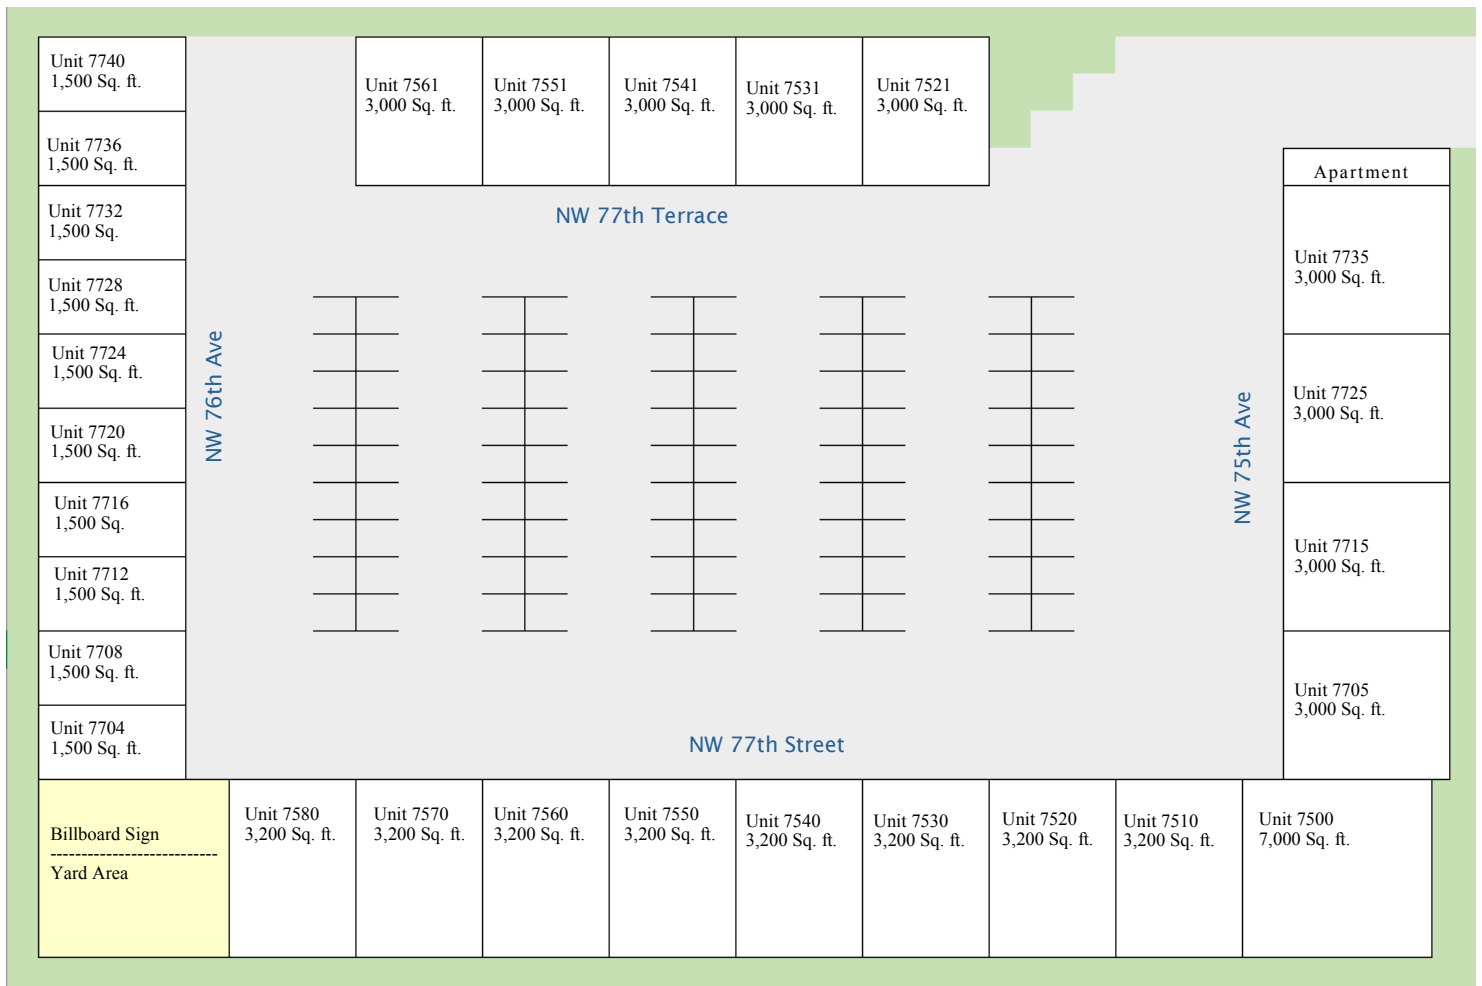 Unit 7740
1,500 Sq. ft.
Unit 7736
1,500 Sq. ft.
Unit 7732
1,500 Sq.
Unit 7728
1,500 Sq. ft.
Unit 7724
1,500 Sq. ft.
Unit 7720
1,500 Sq. ft.
Unit 7716
1,500 Sq.
Unit 7712
1,500 Sq. ft.
Unit 7708
1,500 Sq. ft.
Unit 7704
1,500 Sq. ft.
Unit 7561
3,000 Sq. ft.
Unit 7551
3,000 Sq. ft.
Unit 7541
3,000 Sq. ft.
Unit 7531
3,000 Sq. ft.
Unit 7521
3,000 Sq. ft.
NW 77th Terrace
NW 76th Ave
NW 75th Ave
NW 77th Street
Apartment
Unit 7735
3,000 Sq. ft.
Unit 7725
3,000 Sq. ft.
Unit 7715
3,000 Sq. ft.
Unit 7705
3,000 Sq. ft.
Billboard Sign
---------------------------
Yard Area
Unit 7580
3,200 Sq. ft.
Unit 7570
3,200 Sq. ft.
Unit 7560
3,200 Sq. ft.
Unit 7550
3,200 Sq. ft.
Unit 7540
3,200 Sq. ft.
Unit 7530
3,200 Sq. ft.
Unit 7520
3,200 Sq. ft.
Unit 7510
3,200 Sq. ft.
Unit 7500
7,000 Sq. ft.